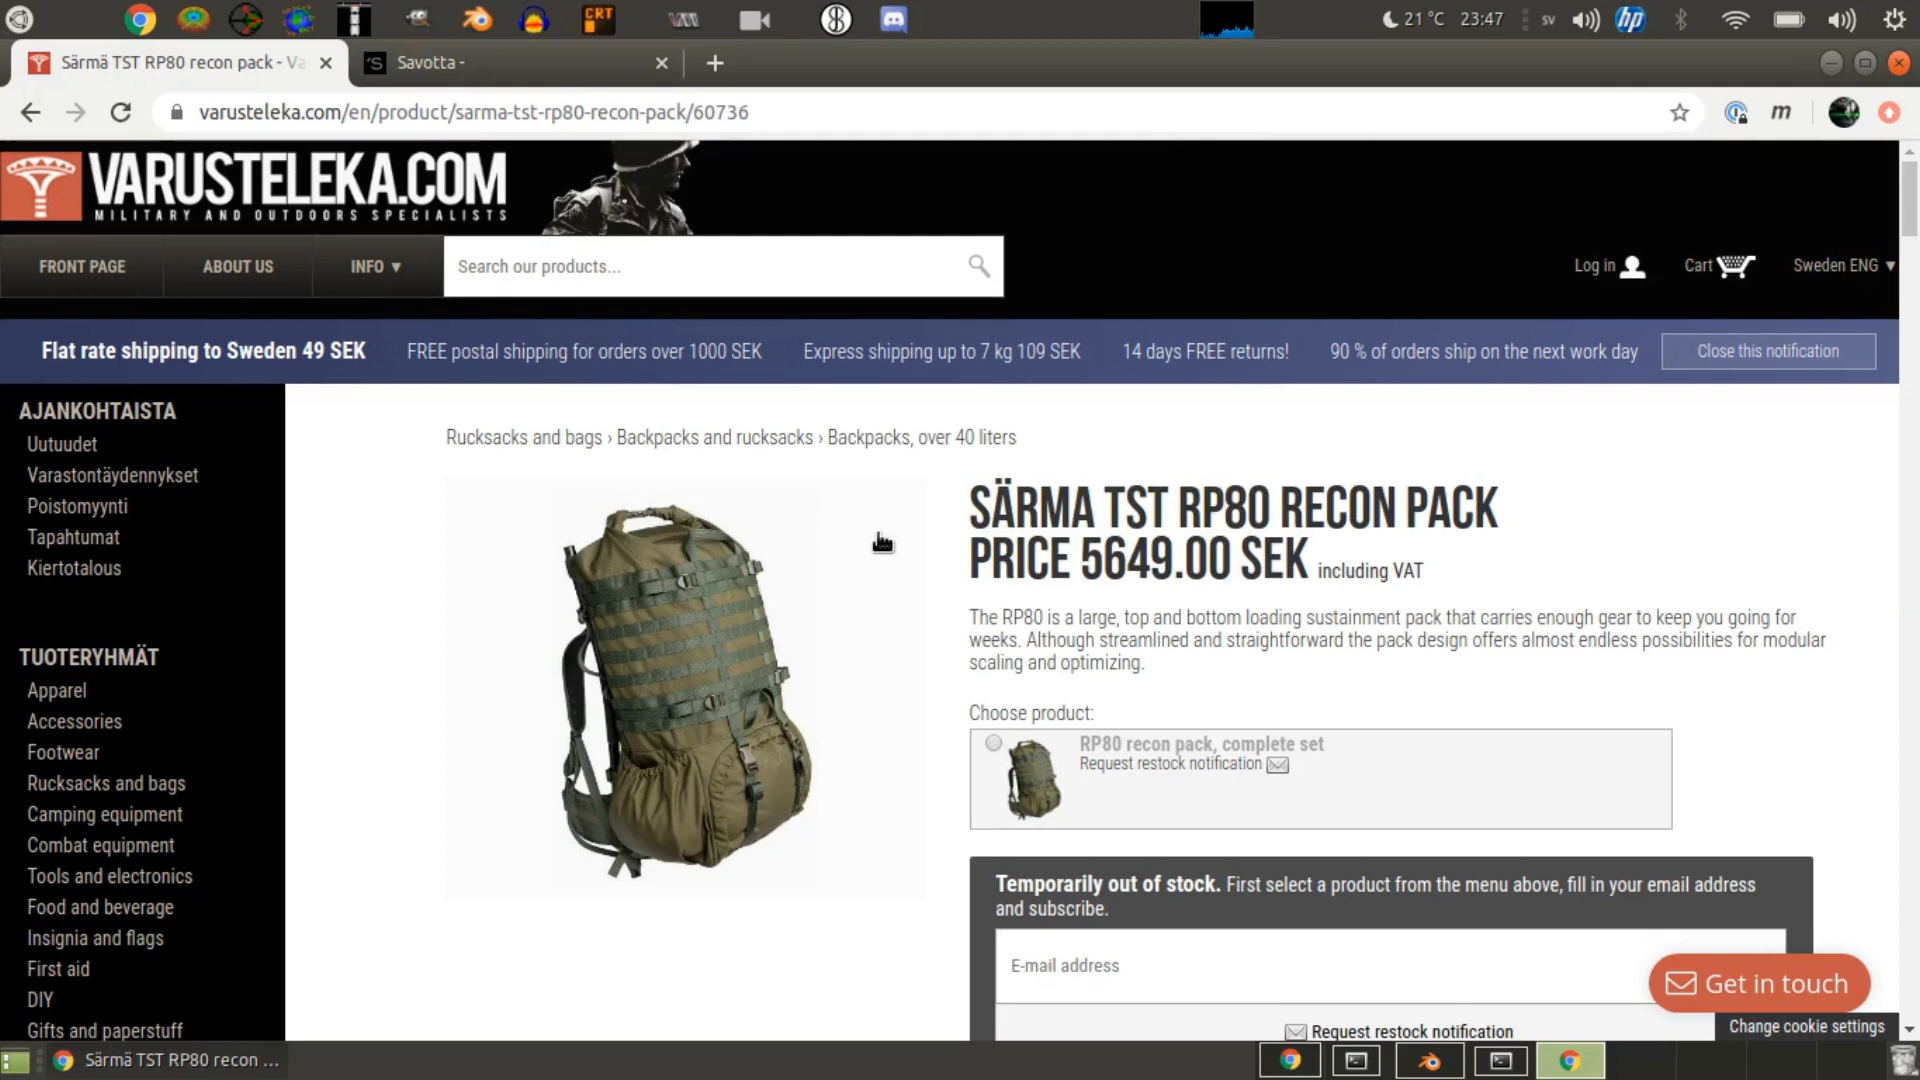 CRT
21 °C
23:47
sv
hp
Särmä TST RP80 recon pack - Va
Savotta -
varusteleka.com/en/product/sarma-tst-rp80-recon-pack/60736
m
VARUSTELEKA.COM
MILITARY AND OUTDOORS SPECIALISTS
FRONT PAGE
ABOUT US
INFO ▾
Search our products...
Log in
Cart
Sweden ENG ▾
Flat rate shipping to Sweden 49 SEK
FREE postal shipping for orders over 1000 SEK
Express shipping up to 7 kg 109 SEK
14 days FREE returns!
90 % of orders ship on the next work day
Close this notification
AJANKOHTAISTA
Uutuudet
Varastontäydennykset
Poistomyynti
Tapahtumat
Kiertotalous
TUOTERYHMÄT
Apparel
Accessories
Footwear
Rucksacks and bags
Camping equipment
Combat equipment
Tools and electronics
Food and beverage
Insignia and flags
First aid
DIY
Gifts and paperstuff
Rucksacks and bags › Backpacks and rucksacks › Backpacks, over 40 liters
SÄRMÄ TST RP80 RECON PACK
PRICE 5649.00 SEK including VAT
The RP80 is a large, top and bottom loading sustainment pack that carries enough gear to keep you going for
weeks. Although streamlined and straightforward the pack design offers almost endless possibilities for modular
scaling and optimizing.
Choose product:
RP80 recon pack, complete set
Request restock notification
Temporarily out of stock. First select a product from the menu above, fill in your email address
and subscribe.
E-mail address
Get in touch
Request restock notification
Change cookie settings
Särmä TST RP80 recon ...